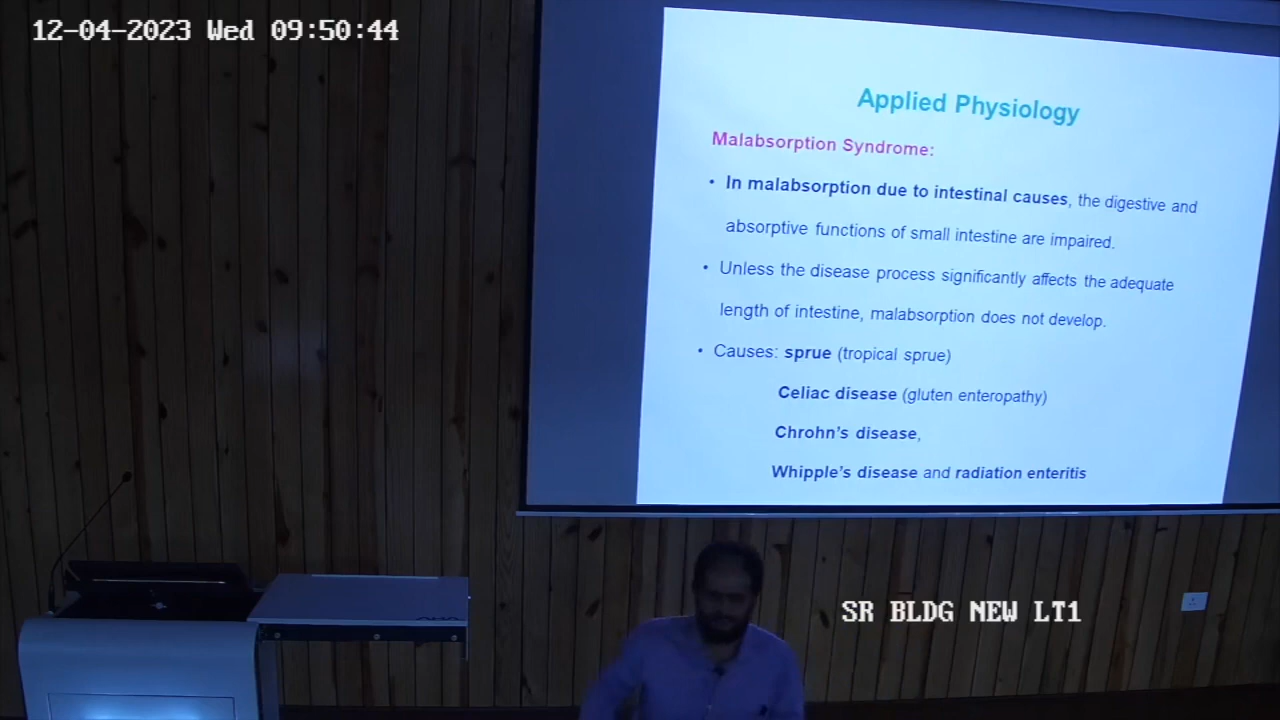 12-04-2023 Wed 09:50:44
Applied Physiology
Malabsorption Syndrome:
• In malabsorption due to intestinal causes, the digestive and
absorptive functions of small intestine are impaired.
• Unless the disease process significantly affects the adequate
length of intestine, malabsorption does not develop.
• Causes: sprue (tropical sprue)
Celiac disease (gluten enteropathy)
Chrohn's disease,
Whipple's disease and radiation enteritis
SR BLDG NEW LT1